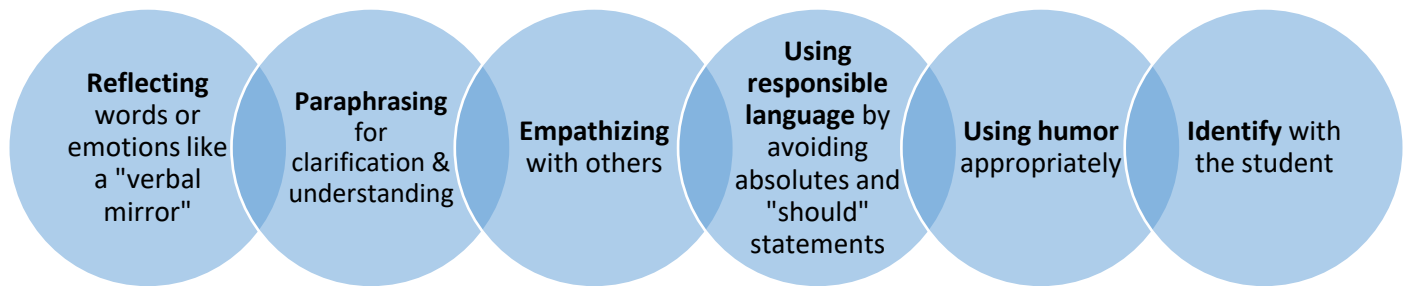 Reflecting
words or
emotions like
a "verbal
mirror"
Paraphrasing
for
clarification &
understanding
Empathizing
with others
Using
responsible
language by
avoiding
absolutes and
"should"
statements
Using humor
appropriately
Identify with
the student